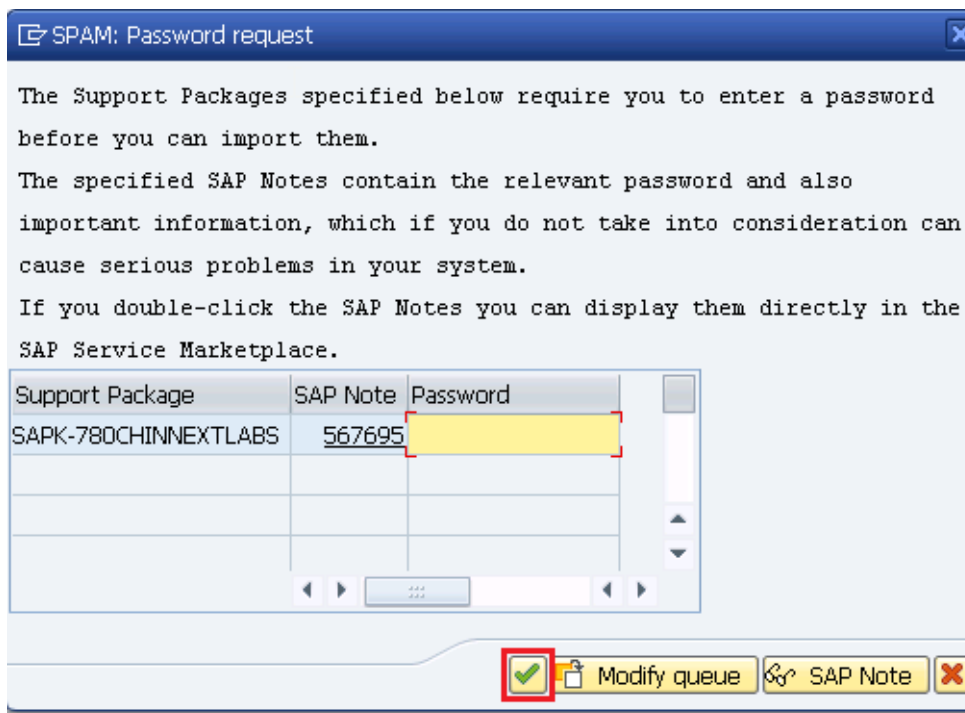 SPAM: Password request
The Support Packages specified below require you to enter a password
before you can import them.
The specified SAP Notes contain the relevant password and also
important information, which if you do not take into consideration can
cause serious problems in your system.
If you double-click the SAP Notes you can display them directly in the
SAP Service Marketplace.
Support Package SAP Note Password
SAPK-780CHINNEXTLABS 567695
Modify queue SAP Note